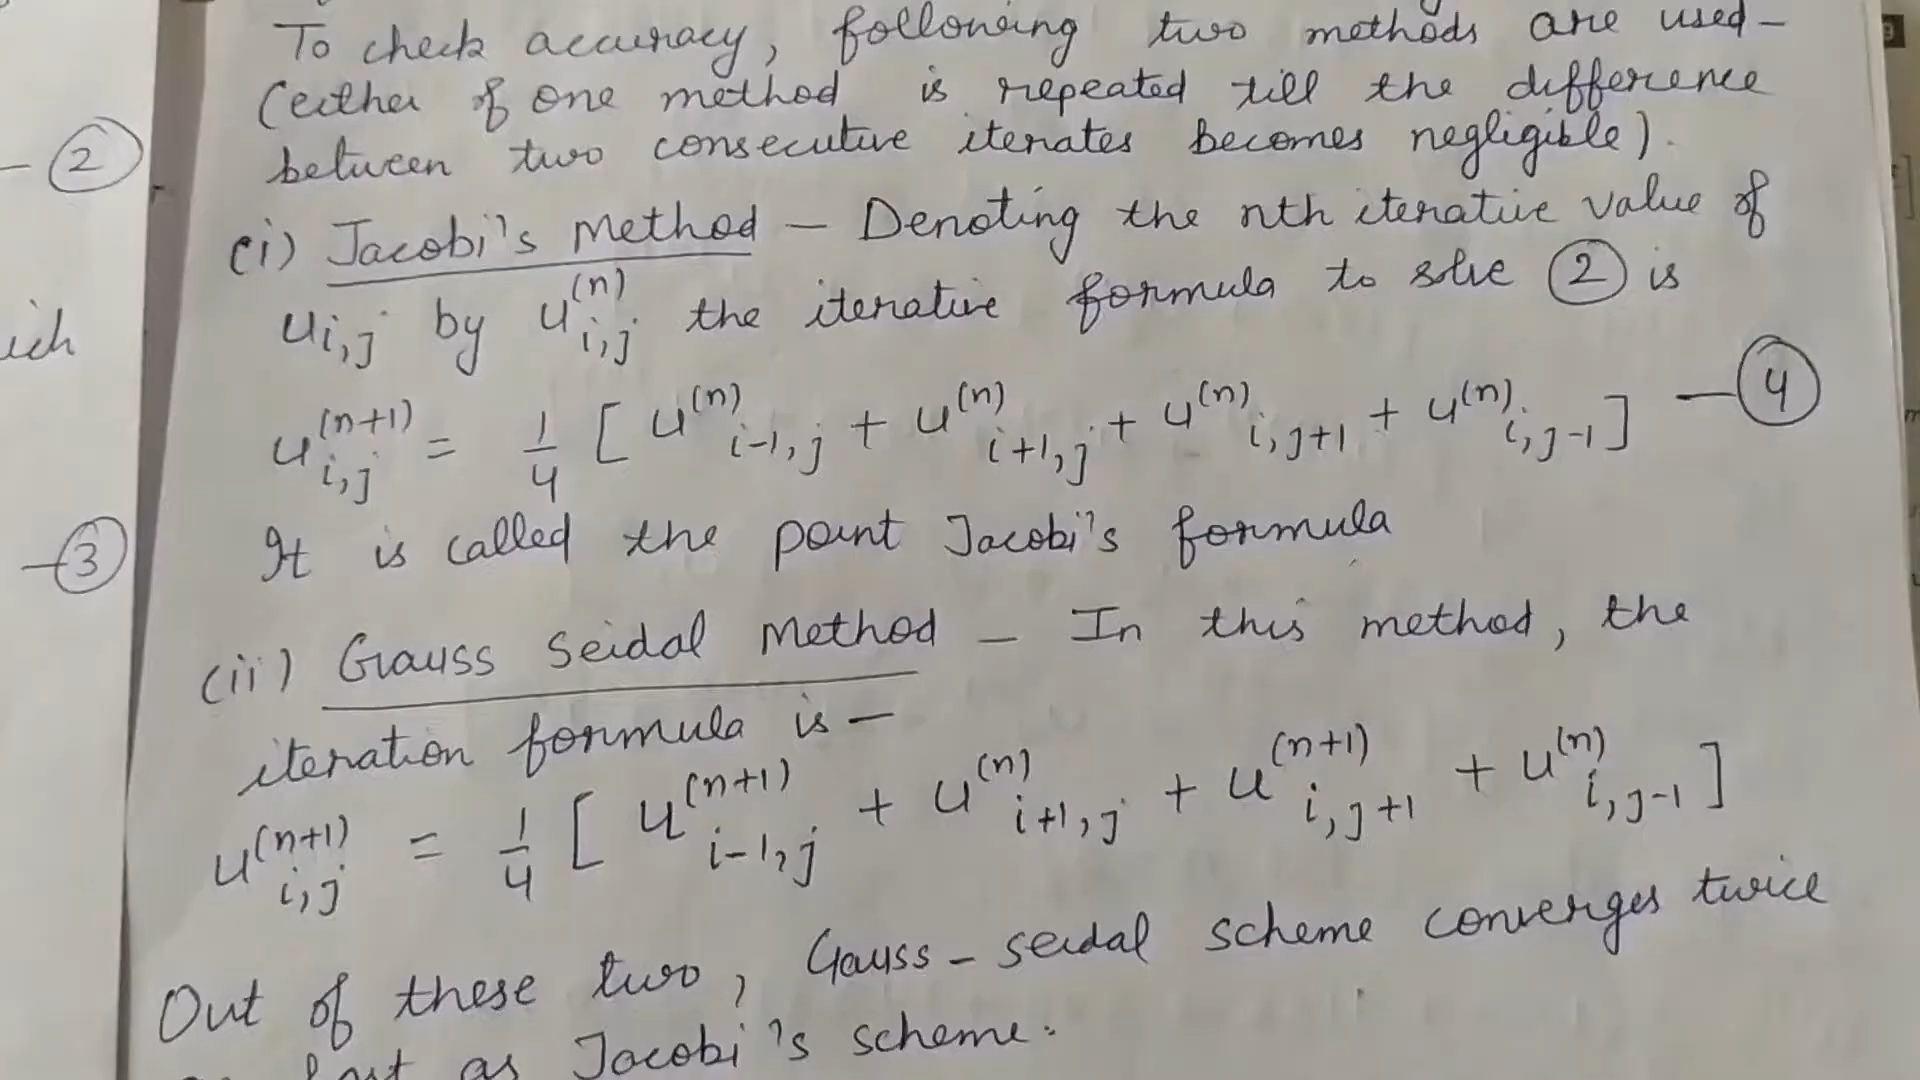 To check accuracy, following two methods are used –
(either of one method is repeated till the difference
between two consecutive iterates becomes negligible).
– ②
(i) Jacobi's Method – Denoting the nth iterative value of
u_{i,j} by u^{(n)}_{i,j} the iterative formula to solve ② is
ich
u^{(n+1)}_{i,j} = 1/4 [ u^{(n)}_{i-1,j} + u^{(n)}_{i+1,j} + u^{(n)}_{i,j+1} + u^{(n)}_{i,j-1} ] – ④
It is called the point Jacobi's formula
– ③
(ii) Gauss Seidal Method – In this method, the
iteration formula is –
u^{(n+1)}_{i,j} = 1/4 [ u^{(n+1)}_{i-1,j} + u^{(n)}_{i+1,j} + u^{(n+1)}_{i,j+1} + u^{(n)}_{i,j-1} ]
Out of these two, Gauss – seidal scheme converges twice
fast as Jacobi's scheme.